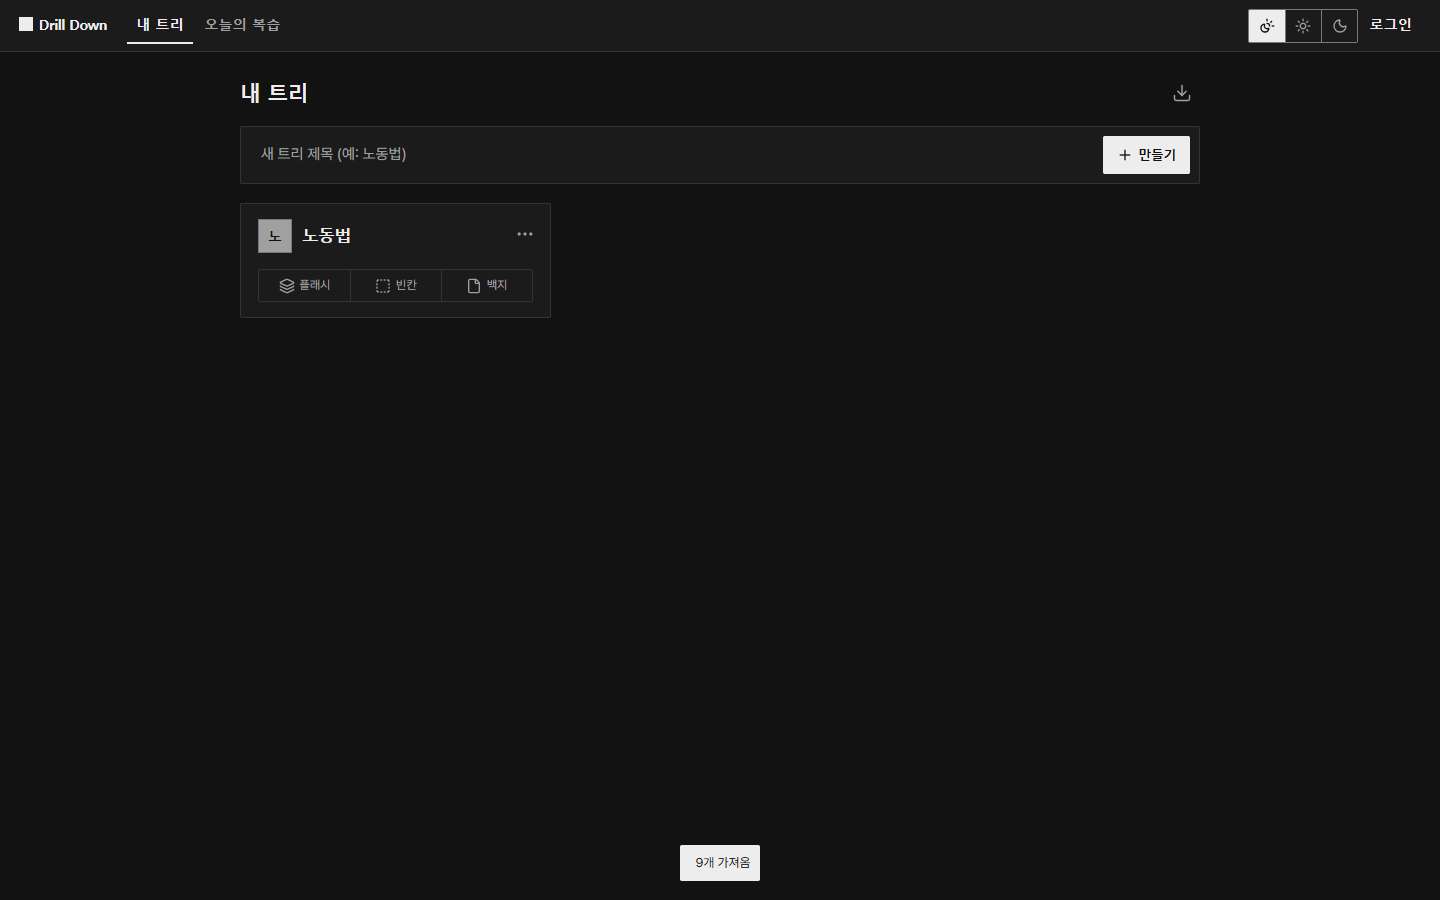 Drill Down 내 트리 오늘의 복습 로그인
내 트리
새 트리 제목 (예: 노동법) 만들기
노 노동법
플래시 빈칸 백지
9개 가져옴